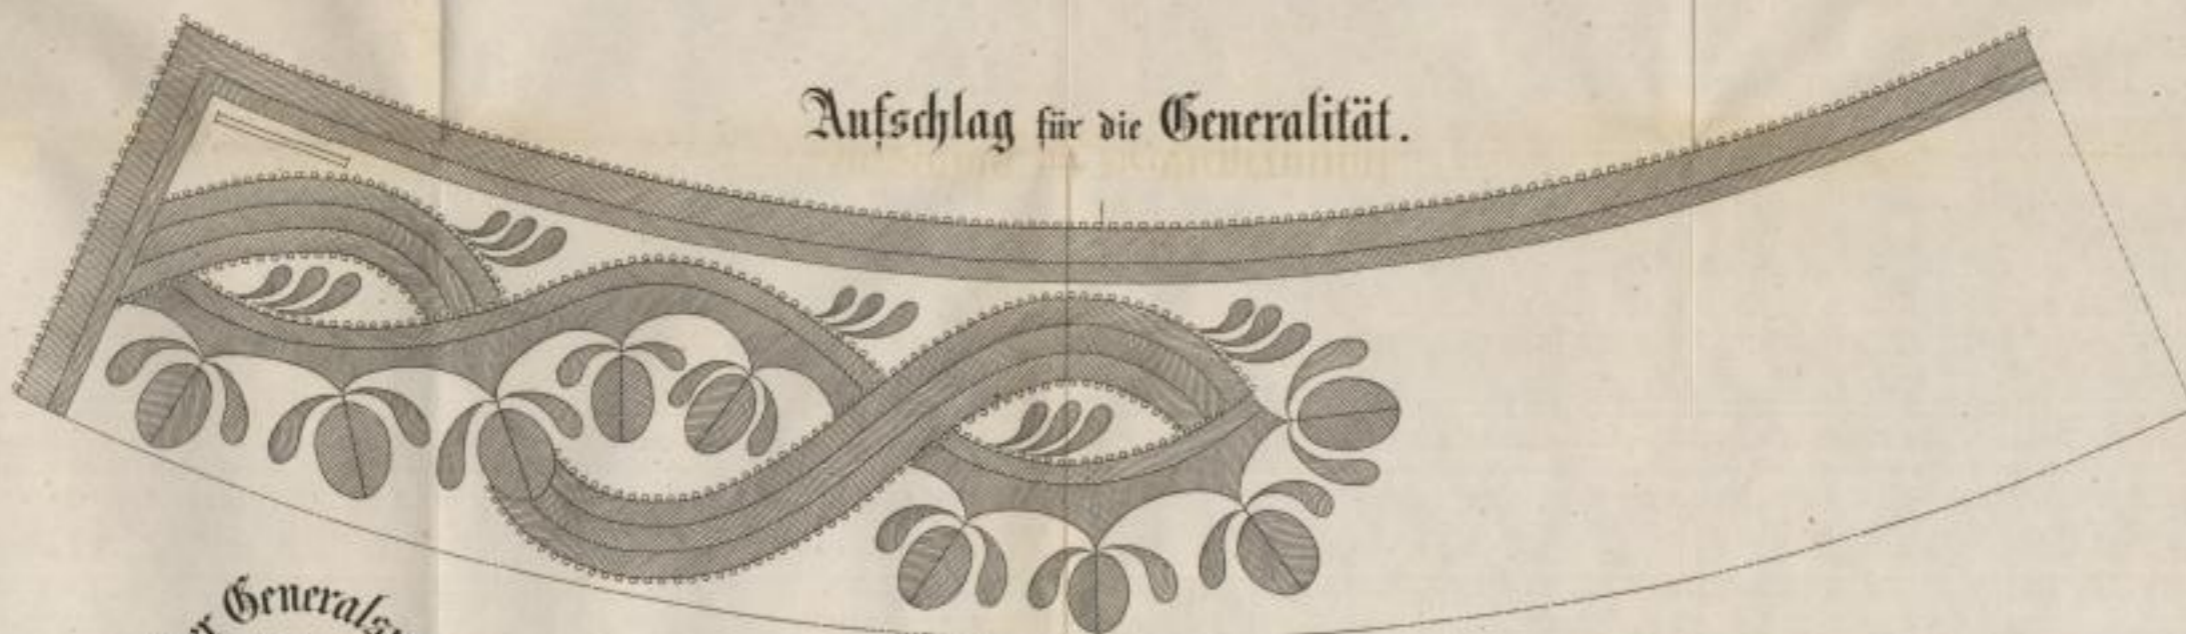 Aufschlag für die Generalität.